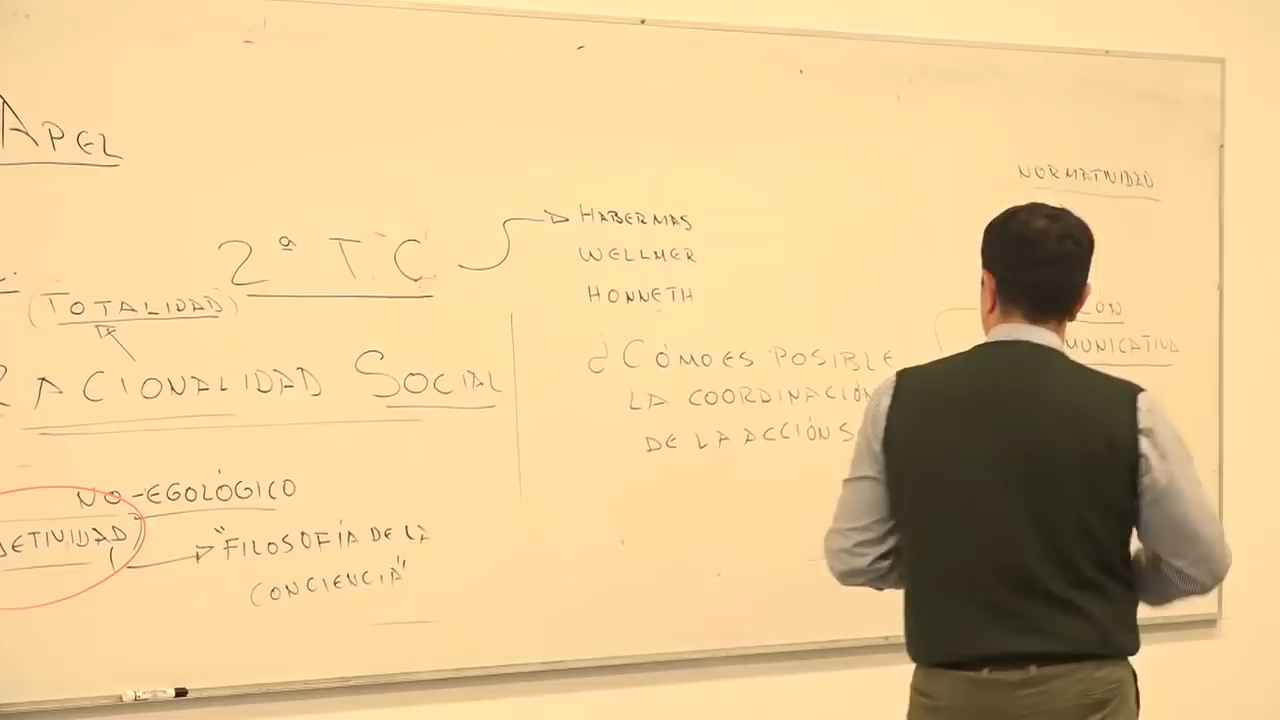 APEL
2ª T.C.
HABERMAS
WELLMER
HONNETH
NORMATIVIDAD
(TOTALIDAD)
RACIONALIDAD SOCIAL
¿CÓMO ES POSIBLE
LA COORDINACIÓN
DE LA ACCIÓN
NO-EGOLÓGICO
"FILOSOFÍA DE LA
CONCIENCIA"